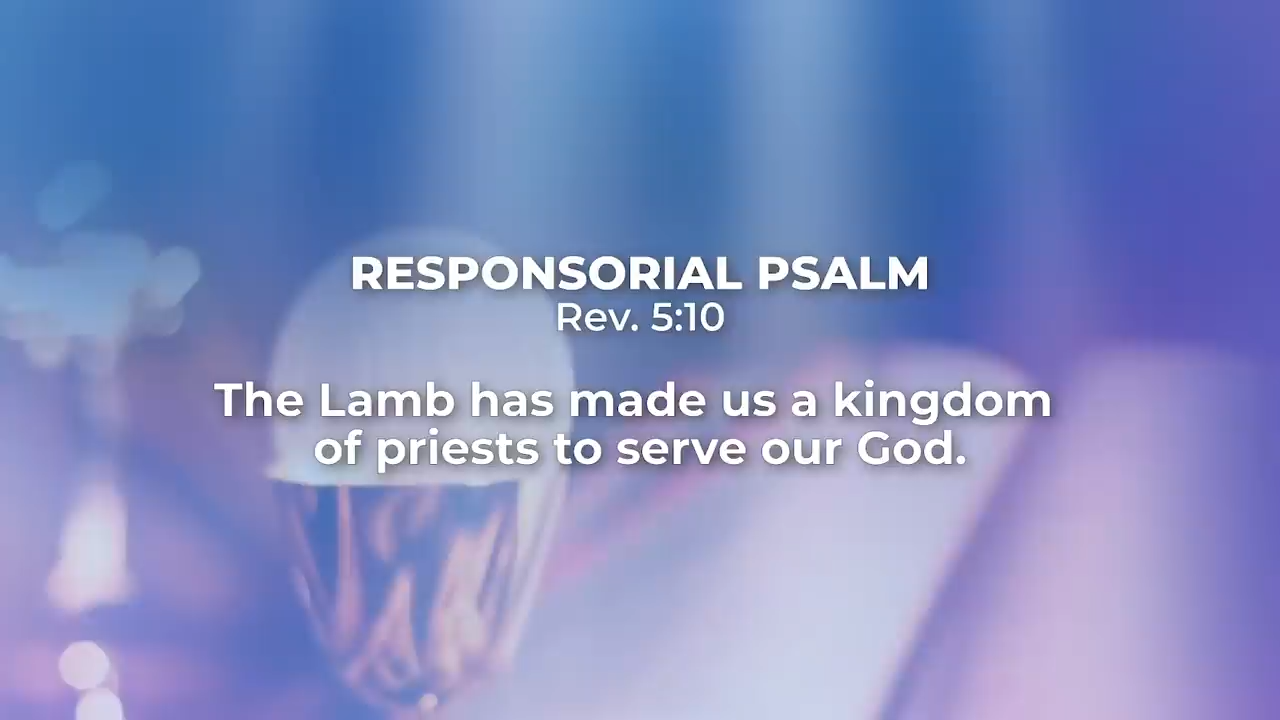 RESPONSORIAL PSALM
Rev. 5:10
The Lamb has made us a kingdom
of priests to serve our God.